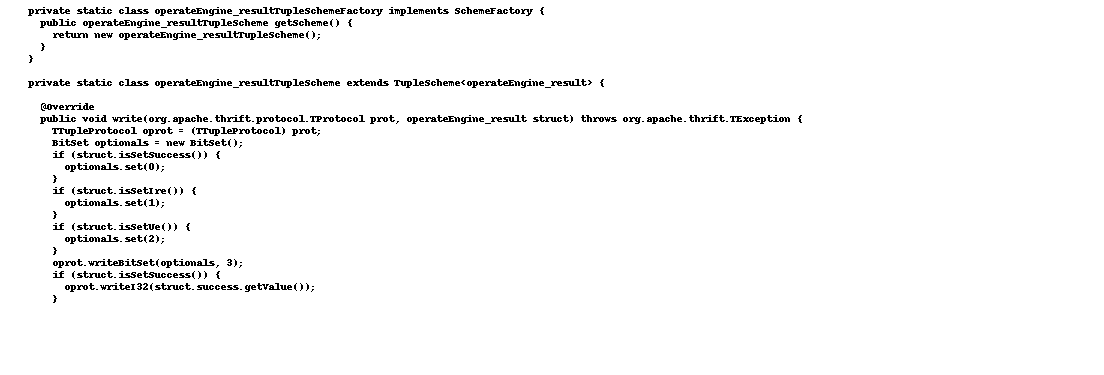 private static class operateEngine_resultTupleSchemeFactory implements SchemeFactory {
public operateEngine_resultTupleScheme getScheme() {
return new operateEngine_resultTupleScheme();
}
}
private static class operateEngine_resultTupleScheme extends TupleScheme<operateEngine_result> {
@Override
public void write(org.apache.thrift.protocol.TProtocol prot, operateEngine_result struct) throws org.apache.thrift.TException {
TTupleProtocol oprot = (TTupleProtocol) prot;
BitSet optionals = new BitSet();
if (struct.isSetSuccess()) {
optionals.set(0);
}
if (struct.isSetIre()) {
optionals.set(1);
}
if (struct.isSetUe()) {
optionals.set(2);
}
oprot.writeBitSet(optionals, 3);
if (struct.isSetSuccess()) {
oprot.writeI32(struct.success.getValue());
}